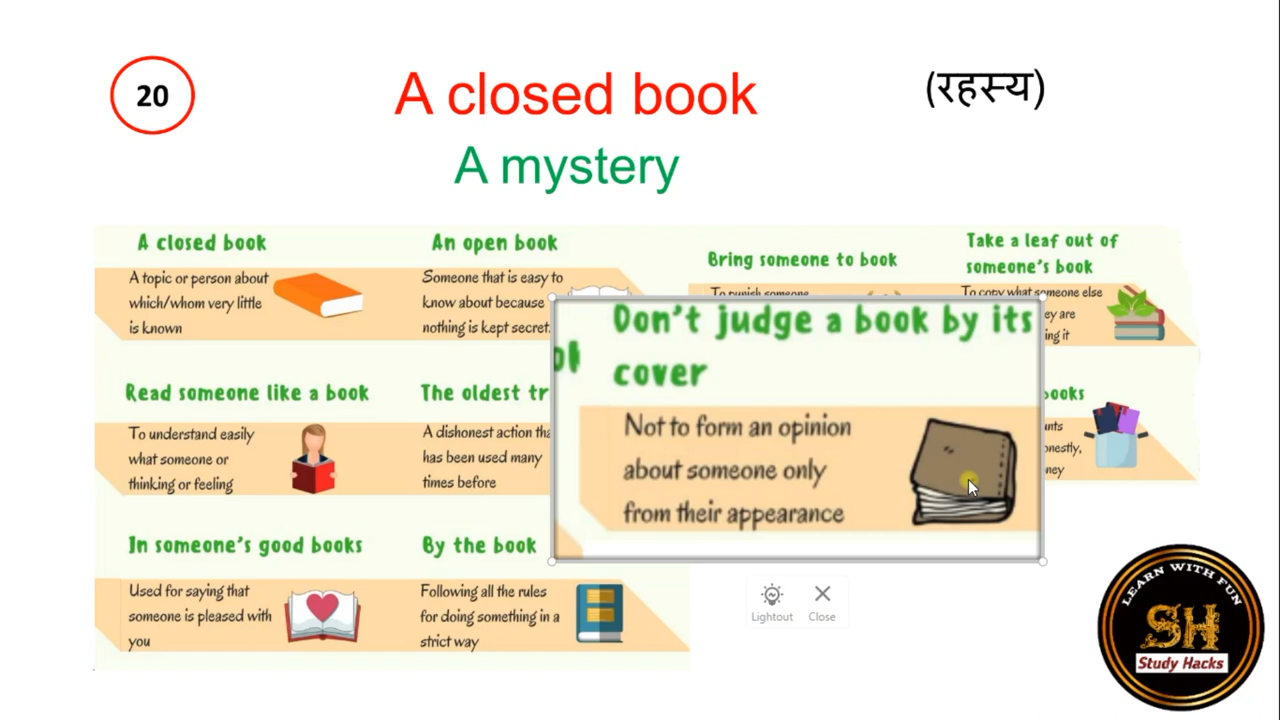 20
A closed book
(रहस्य)
A mystery
A closed book
A topic or person about
which/whom very little
is known
An open book
Someone that is easy to
know about because
nothing is kept secret.
Bring someone to book
To punish someone
Take a leaf out of
someone's book
To copy what someone else
Don't judge a book by its
cover
Not to form an opinion
about someone only
from their appearance
Read someone like a book
To understand easily
what someone or
thinking or feeling
The oldest
A dishonest action
has been used many
times before
In someone's good books
Used for saying that
someone is pleased with
you
By the book
Following all the rules
for doing something in a
strict way
Lightout
Close
LEARN WITH FUN
SH
Study Hacks